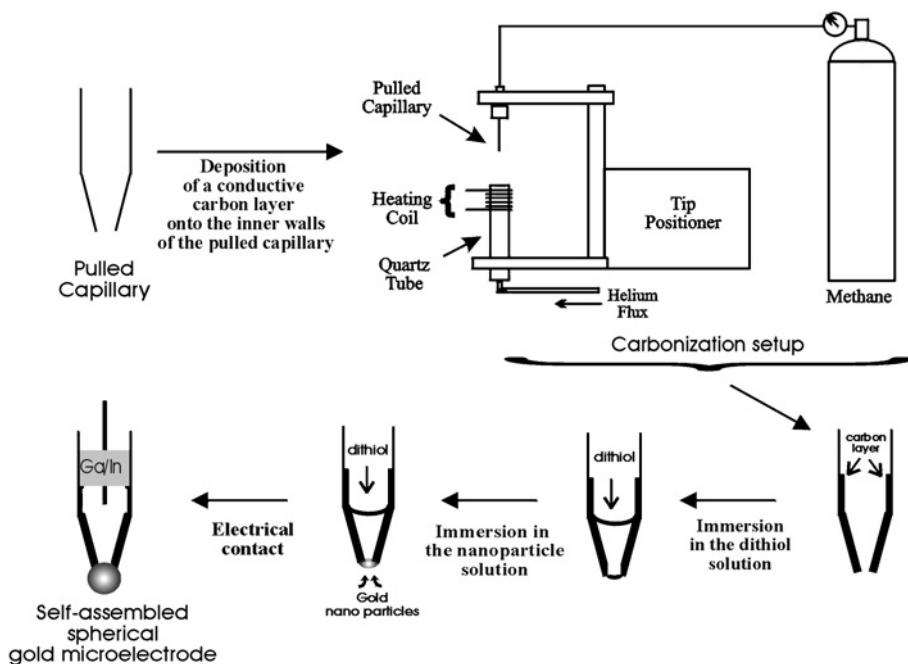 Pulled
Capillary
Deposition
of a conductive
carbon layer
onto the inner walls
of the pulled capillary
Pulled
Capillary
Heating
Coil
Quartz
Tube
Tip
Positioner
Helium
Flux
Methane
Carbonization setup
carbon
layer
Immersion
in the dithiol
solution
dithiol
Immersion in
the nanoparticle
solution
dithiol
Gold
nano particles
Electrical
contact
Ga/In
Self-assembled
spherical
gold microelectrode